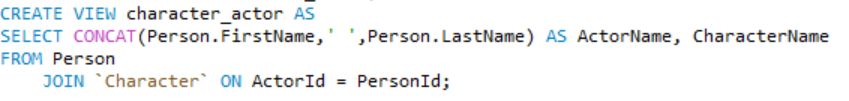 CREATE VIEW character_actor AS
SELECT CONCAT(Person.FirstName,' ',Person.LastName) AS ActorName, CharacterName
FROM Person
    JOIN `Character` ON ActorId = PersonId;